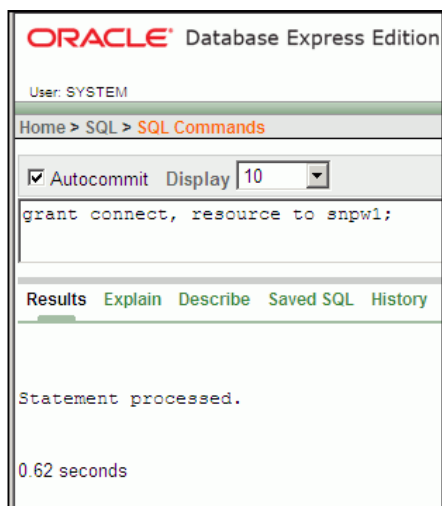 ORACLE® Database Express Edition
User: SYSTEM
Home > SQL > SQL Commands
Autocommit Display 10
grant connect, resource to snpw1;
Results Explain Describe Saved SQL History
Statement processed.
0.62 seconds